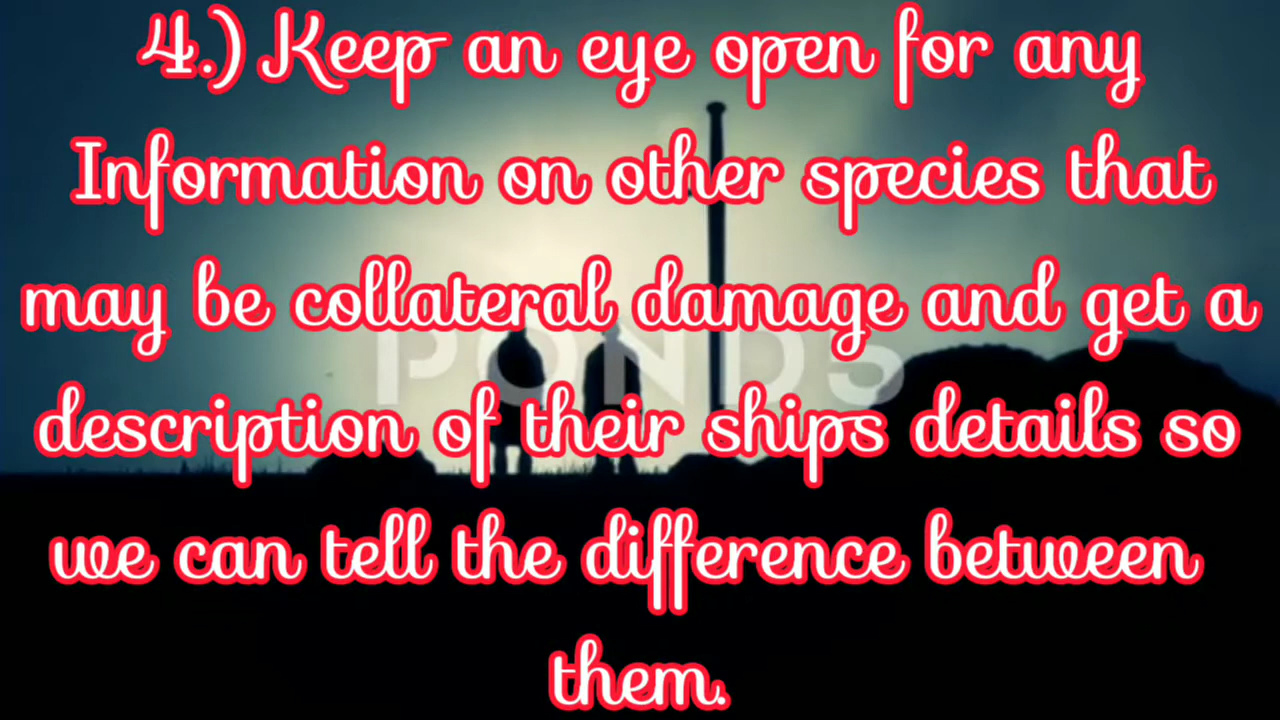 4.) Keep an eye open for any
Information on other species that
may be collateral damage and get a
description of their ships details so
we can tell the difference between
them.
POND5